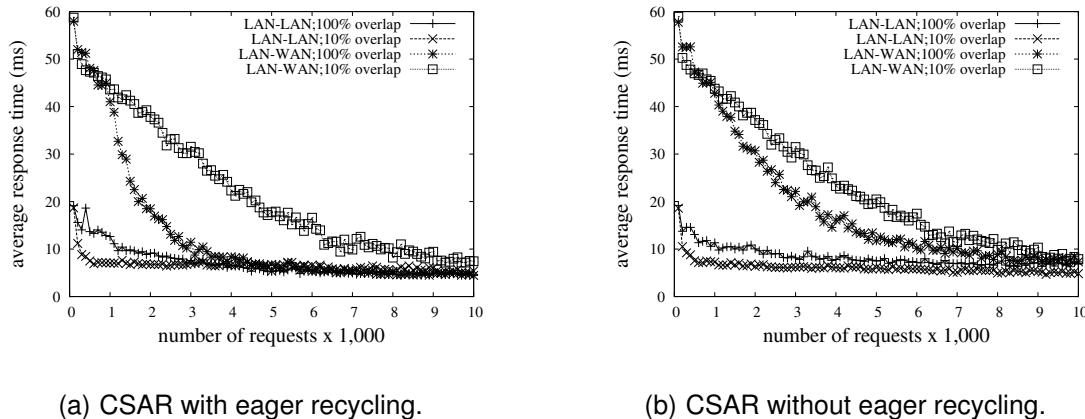 LAN-LAN;100% overlap
LAN-LAN;10% overlap
LAN-WAN;100% overlap
LAN-WAN;10% overlap
60
50
40
30
20
10
0
average response time (ms)
0 1 2 3 4 5 6 7 8 9 10
number of requests x 1,000
(a) CSAR with eager recycling.
LAN-LAN;100% overlap
LAN-LAN;10% overlap
LAN-WAN;100% overlap
LAN-WAN;10% overlap
60
50
40
30
20
10
0
average response time (ms)
0 1 2 3 4 5 6 7 8 9 10
number of requests x 1,000
(b) CSAR without eager recycling.